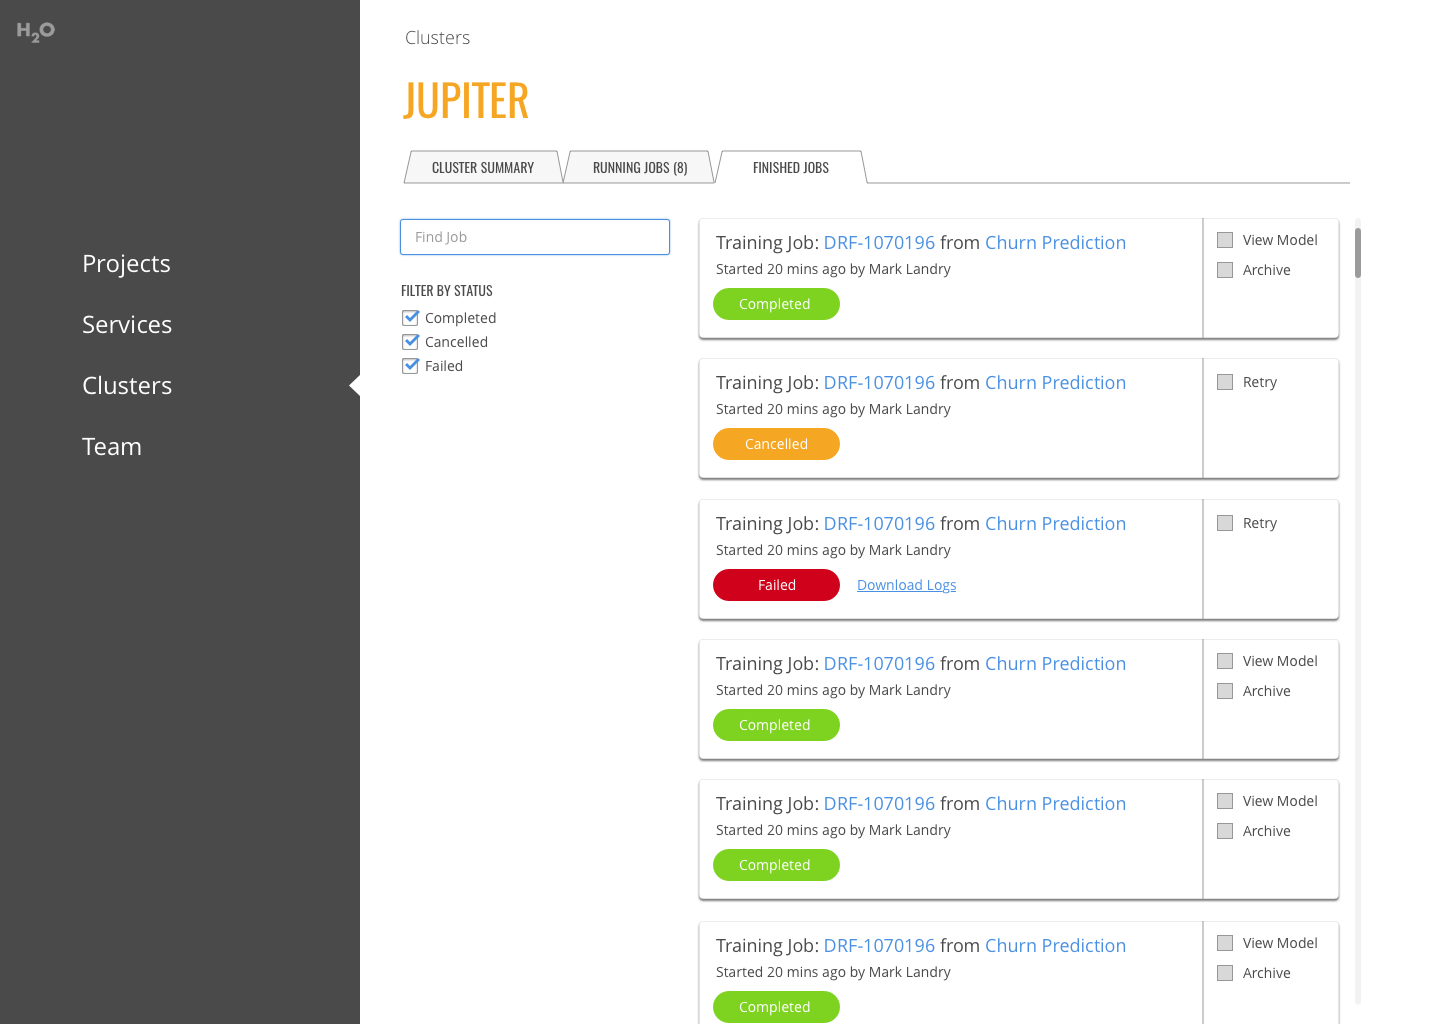 H2O
Clusters
JUPITER
CLUSTER SUMMARY
RUNNING JOBS (8)
FINISHED JOBS
Projects
Services
Clusters
Team
Find Job
FILTER BY STATUS
Completed
Cancelled
Failed
Training Job: DRF-1070196 from Churn Prediction
Started 20 mins ago by Mark Landry
Completed
View Model
Archive
Training Job: DRF-1070196 from Churn Prediction
Started 20 mins ago by Mark Landry
Cancelled
Retry
Training Job: DRF-1070196 from Churn Prediction
Started 20 mins ago by Mark Landry
Failed Download Logs
Retry
Training Job: DRF-1070196 from Churn Prediction
Started 20 mins ago by Mark Landry
Completed
View Model
Archive
Training Job: DRF-1070196 from Churn Prediction
Started 20 mins ago by Mark Landry
Completed
View Model
Archive
Training Job: DRF-1070196 from Churn Prediction
Started 20 mins ago by Mark Landry
Completed
View Model
Archive